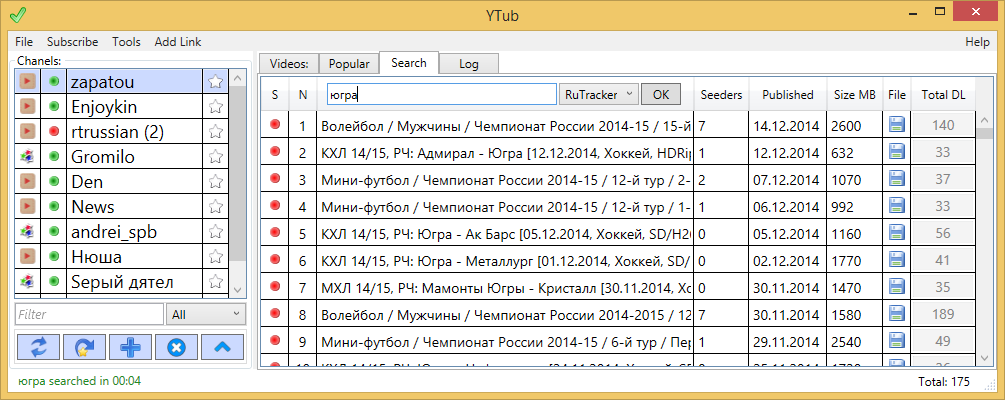 YTub
File Subscribe Tools Add Link Help
Chanels:
zapatou
Enjoykin
rtrussian (2)
Gromilo
Den
News
andrei_spb
Нюша
Серый дятел
Filter All
югра searched in 00:04
Videos: Popular Search Log
S N югра RuTracker OK Seeders Published Size MB File Total DL
1 Волейбол / Мужчины / Чемпионат России 2014-15 / 15-й 7 14.12.2014 2600 140
2 КХЛ 14/15, РЧ: Адмирал - Югра [12.12.2014, Хоккей, HDRip 1 12.12.2014 632 33
3 Мини-футбол / Чемпионат России 2014-15 / 12-й тур / 2- 2 07.12.2014 1070 37
4 Мини-футбол / Чемпионат России 2014-15 / 12-й тур / 1- 1 06.12.2014 992 33
5 КХЛ 14/15, РЧ: Югра - Ак Барс [05.12.2014, Хоккей, SD/H26 0 05.12.2014 1160 56
6 КХЛ 14/15, РЧ: Югра - Металлург [01.12.2014, Хоккей, SD/ 0 02.12.2014 1770 41
7 МХЛ 14/15, РЧ: Мамонты Югры - Кристалл [30.11.2014, Хо 0 30.11.2014 1470 35
8 Волейбол / Мужчины / Чемпионат России 2014-2015 / 12 7 30.11.2014 1580 189
9 Мини-футбол / Чемпионат России 2014-15 / 6-й тур / Пер 1 29.11.2014 2540 49
Total: 175